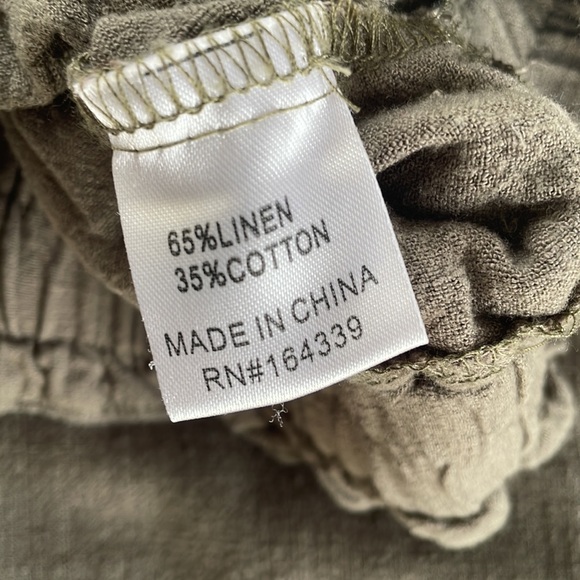 65%LINEN
35%COTTON
MADE IN CHINA
RN#164339